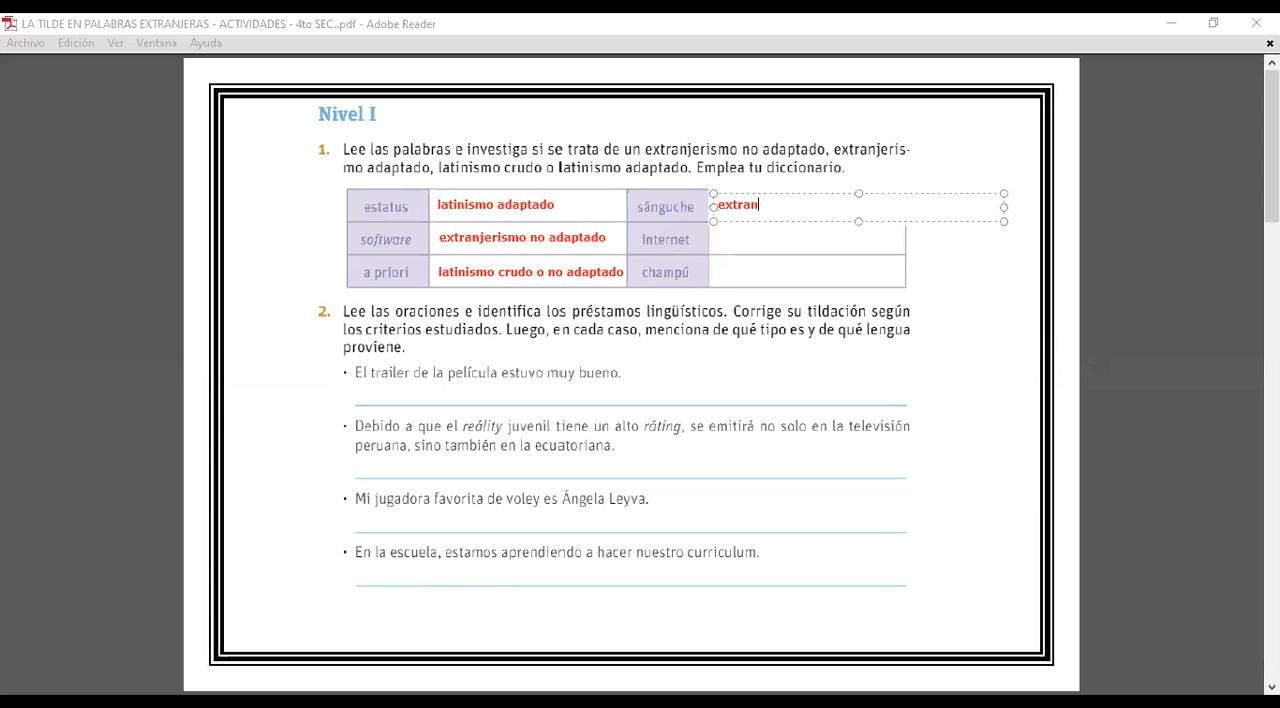 LA TILDE EN PALABRAS EXTRANJERAS - ACTIVIDADES - 4to SEC..pdf - Adobe Reader
Archivo Edición Ver Ventana Ayuda
Nivel I
1. Lee las palabras e investiga si se trata de un extranjerismo no adaptado, extranjeris-
mo adaptado, latinismo crudo o latinismo adaptado. Emplea tu diccionario.
estatus latinismo adaptado sánguche extran
software extranjerismo no adaptado internet
a priori latinismo crudo o no adaptado champú
2. Lee las oraciones e identifica los préstamos lingüísticos. Corrige su tildación según
los criterios estudiados. Luego, en cada caso, menciona de qué tipo es y de qué lengua
proviene.
• El trailer de la película estuvo muy bueno.
• Debido a que el reálity juvenil tiene un alto ráting, se emitirá no solo en la televisión
peruana, sino también en la ecuatoriana.
• Mi jugadora favorita de voley es Ángela Leyva.
• En la escuela, estamos aprendiendo a hacer nuestro curriculum.